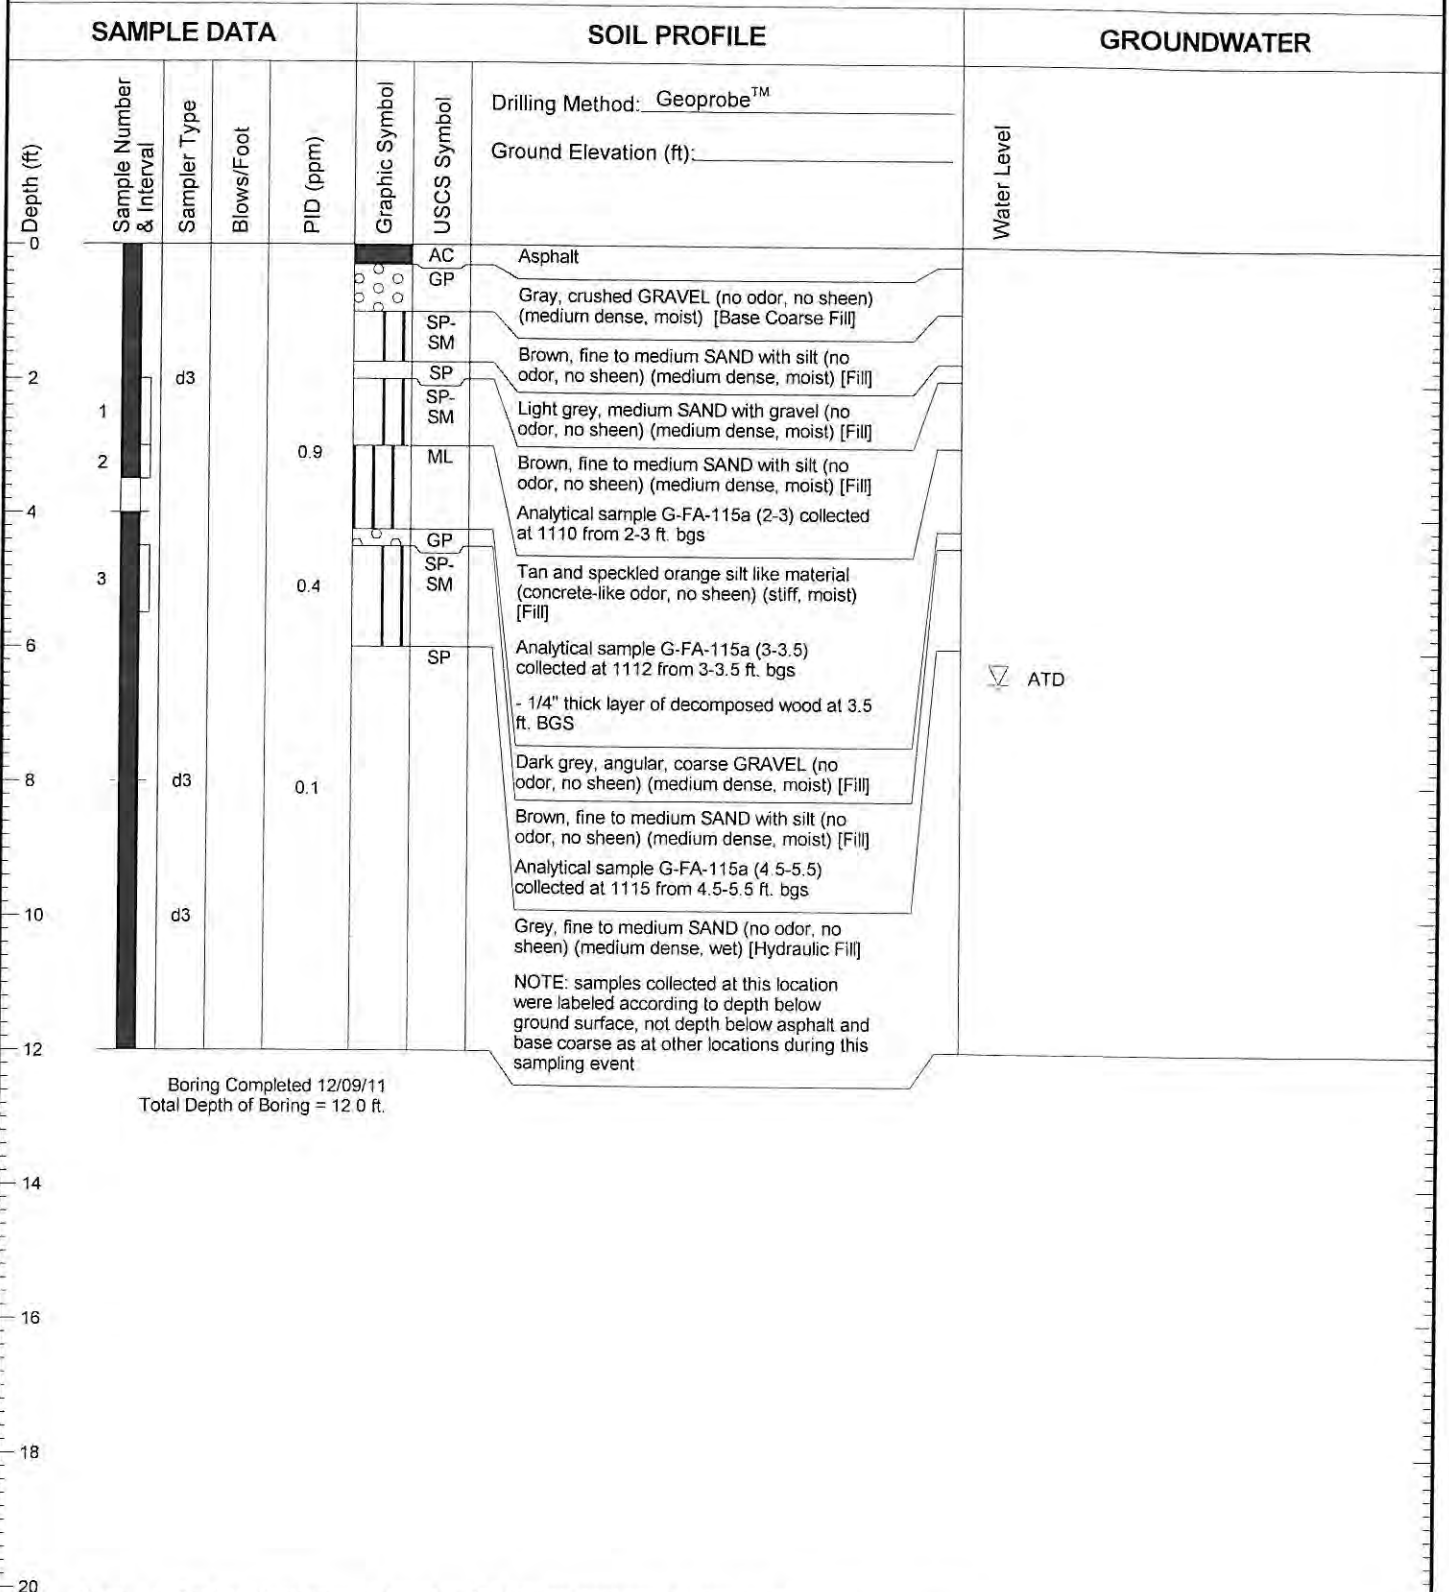 SAMPLE DATA
SOIL PROFILE
GROUNDWATER
Depth (ft)
Sample Number
& Interval
Sampler Type
Blows/Foot
PID (ppm)
Graphic Symbol
USCS Symbol
Drilling Method: Geoprobe™
Ground Elevation (ft):
Water Level
0
2
4
6
8
10
12
14
16
18
20
1
2
3
d3
d3
d3
0.9
0.4
0.1
AC
GP
SP-
SM
SP
SP-
SM
ML
GP
SP-
SM
SP
Asphalt
Gray, crushed GRAVEL (no odor, no sheen)
(medium dense, moist) [Base Coarse Fill]
Brown, fine to medium SAND with silt (no
odor, no sheen) (medium dense, moist) [Fill]
Light grey, medium SAND with gravel (no
odor, no sheen) (medium dense, moist) [Fill]
Brown, fine to medium SAND with silt (no
odor, no sheen) (medium dense, moist) [Fill]
Analytical sample G-FA-115a (2-3) collected
at 1110 from 2-3 ft. bgs
Tan and speckled orange silt like material
(concrete-like odor, no sheen) (stiff, moist)
[Fill]
Analytical sample G-FA-115a (3-3.5)
collected at 1112 from 3-3.5 ft. bgs
- 1/4" thick layer of decomposed wood at 3.5
ft. BGS
Dark grey, angular, coarse GRAVEL (no
odor, no sheen) (medium dense, moist) [Fill]
Brown, fine to medium SAND with silt (no
odor, no sheen) (medium dense, moist) [Fill]
Analytical sample G-FA-115a (4.5-5.5)
collected at 1115 from 4.5-5.5 ft. bgs
Grey, fine to medium SAND (no odor, no
sheen) (medium dense, wet) [Hydraulic Fill]
NOTE: samples collected at this location
were labeled according to depth below
ground surface, not depth below asphalt and
base coarse as at other locations during this
sampling event
ATD
Boring Completed 12/09/11
Total Depth of Boring = 12.0 ft.